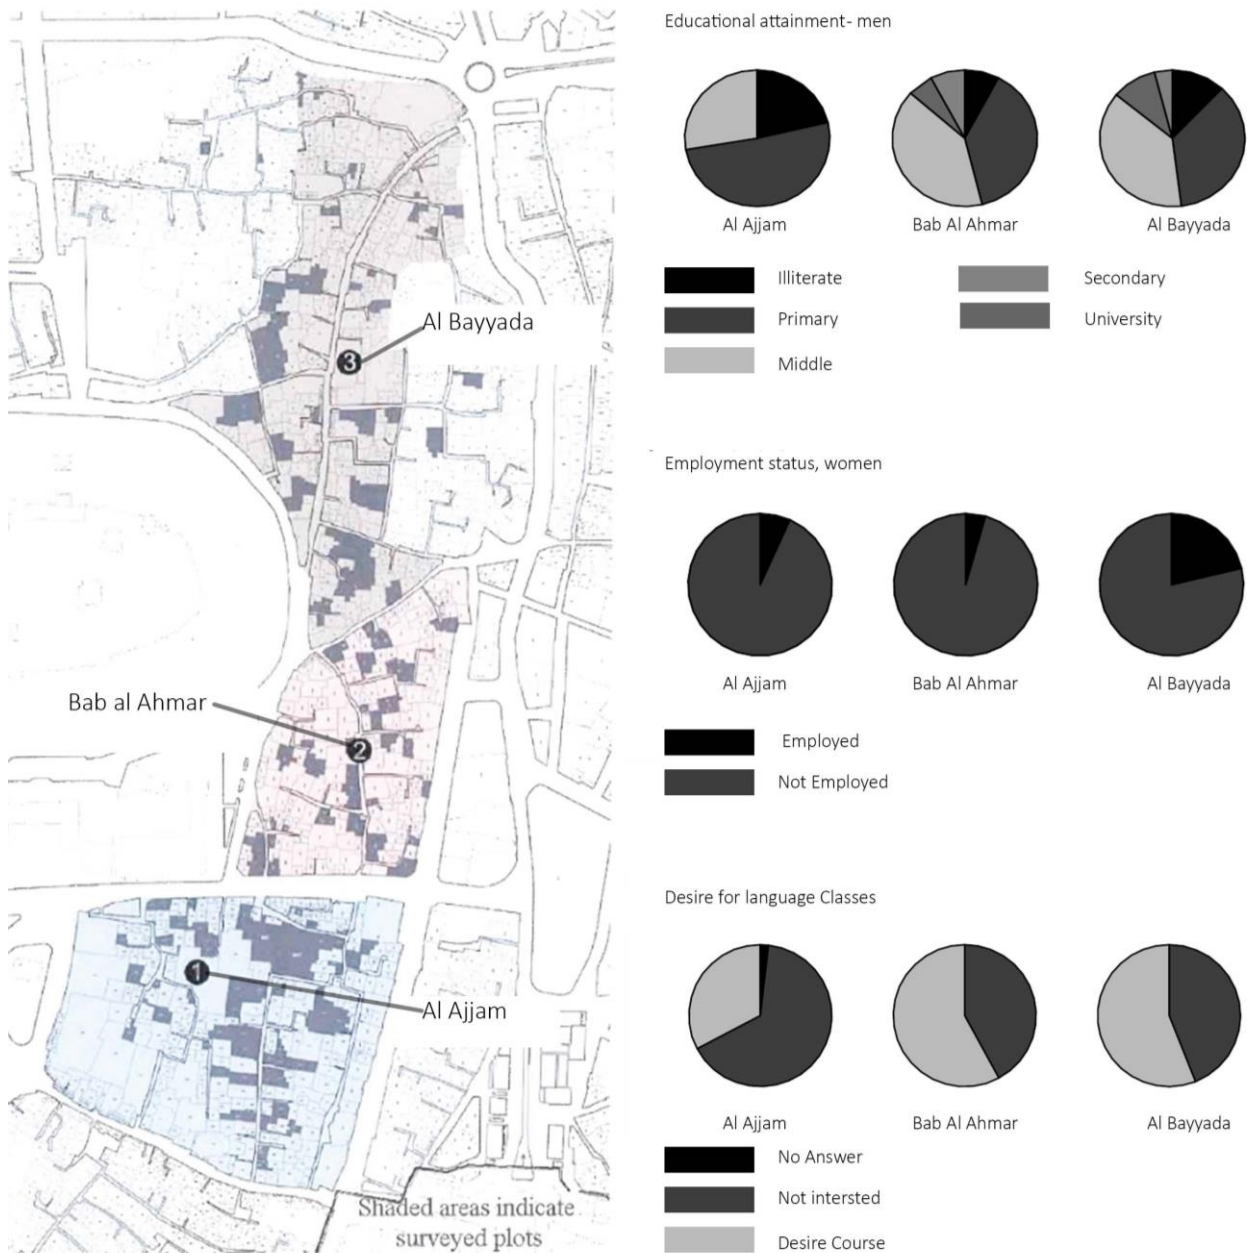 Al Bayyada
3
Bab al Ahmar
2
1
Al Ajjam
Shaded areas indicate
surveyed plots
Educational attainment- men
Al Ajjam
Bab Al Ahmar
Al Bayyada
Illiterate
Secondary
Primary
University
Middle
Employment status, women
Al Ajjam
Bab Al Ahmar
Al Bayyada
Employed
Not Employed
Desire for language Classes
Al Ajjam
Bab Al Ahmar
Al Bayyada
No Answer
Not intersted
Desire Course